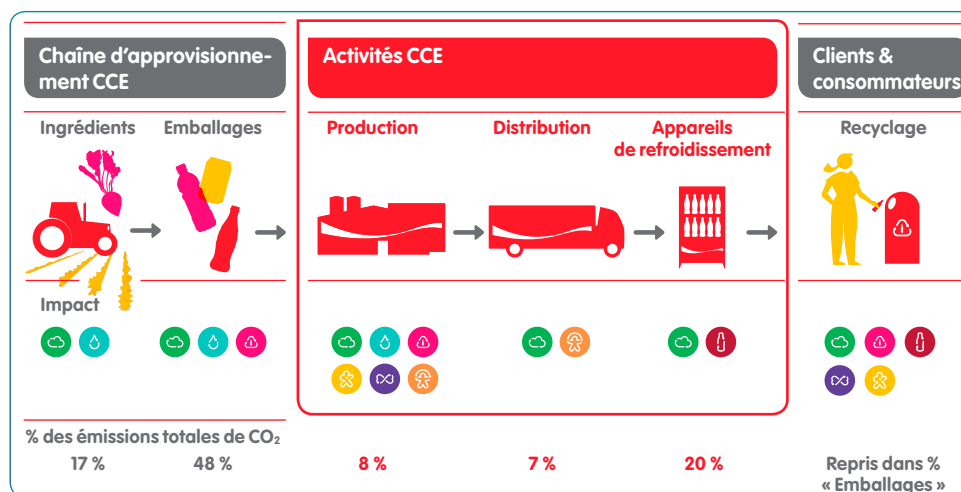 Chaîne d'approvisionne-
ment CCE
Activités CCE
Clients &
consommateurs
Ingrédients
Emballages
Production
Distribution
Appareils
de refroidissement
Recyclage
Impact
% des émissions totales de CO₂
17 %
48 %
8 %
7 %
20 %
Repris dans %
« Emballages »